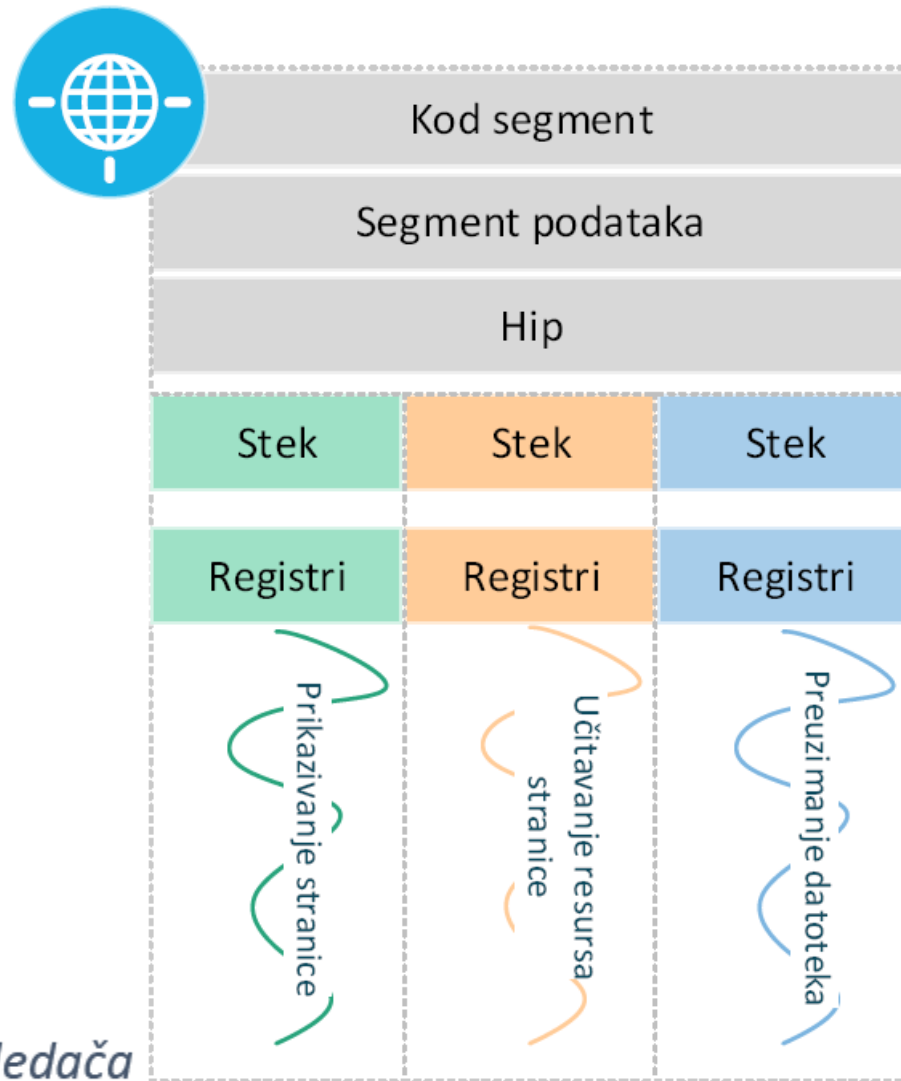 Kod segment
Segment podataka
Hip
Stek Stek Stek
Registri Registri Registri
Prikazivanje stranice
Učitavanje resursa
stranice
Preuzimanje datoteka